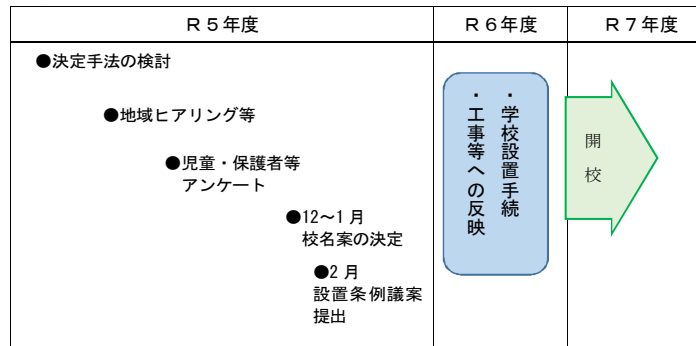 R５年度
R６年度
R７年度
●決定手法の検討
●地域ヒアリング等
●児童・保護者等
アンケート
●12～1月
校名案の決定
●2月
設置条例議案
提出
・学校設置手続
・工事等への反映
開校